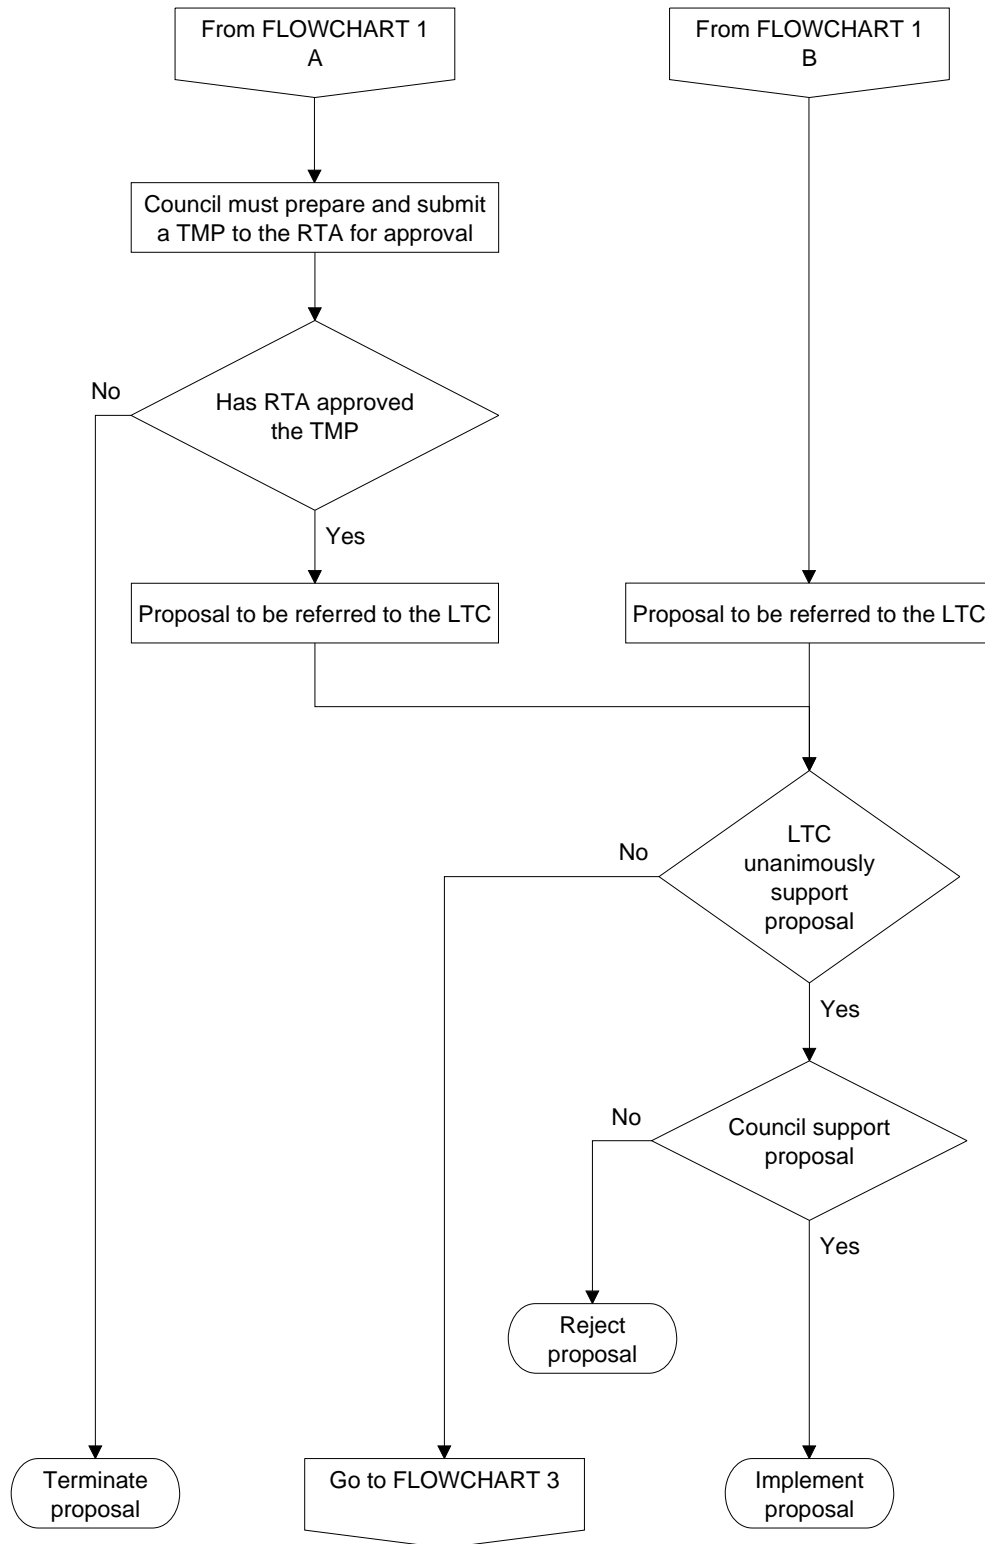 From FLOWCHART 1
A
From FLOWCHART 1
B
Council must prepare and submit
a TMP to the RTA for approval
No
Has RTA approved
the TMP
Yes
Proposal to be referred to the LTC
Proposal to be referred to the LTC
No
LTC
unanimously
support
proposal
Yes
No
Council support
proposal
Yes
Reject
proposal
Terminate
proposal
Go to FLOWCHART 3
Implement
proposal